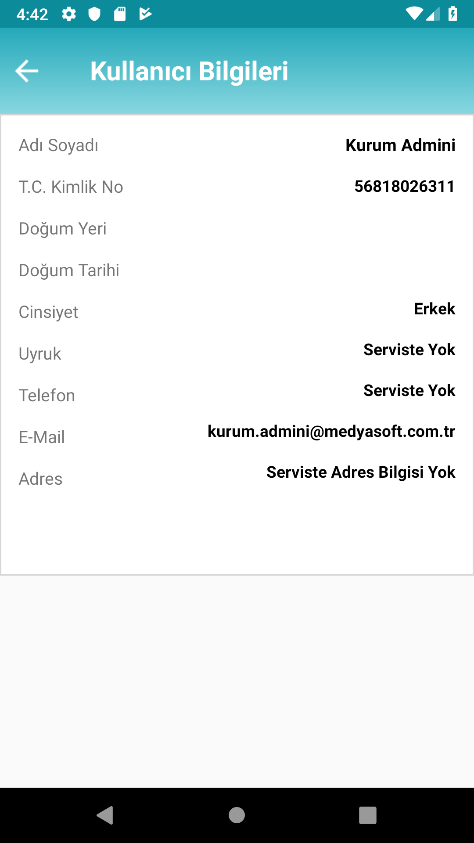 4:42
Kullanıcı Bilgileri
Adı Soyadı Kurum Admini
T.C. Kimlik No 56818026311
Doğum Yeri
Doğum Tarihi
Cinsiyet Erkek
Uyruk Serviste Yok
Telefon Serviste Yok
E-Mail kurum.admini@medyasoft.com.tr
Adres Serviste Adres Bilgisi Yok